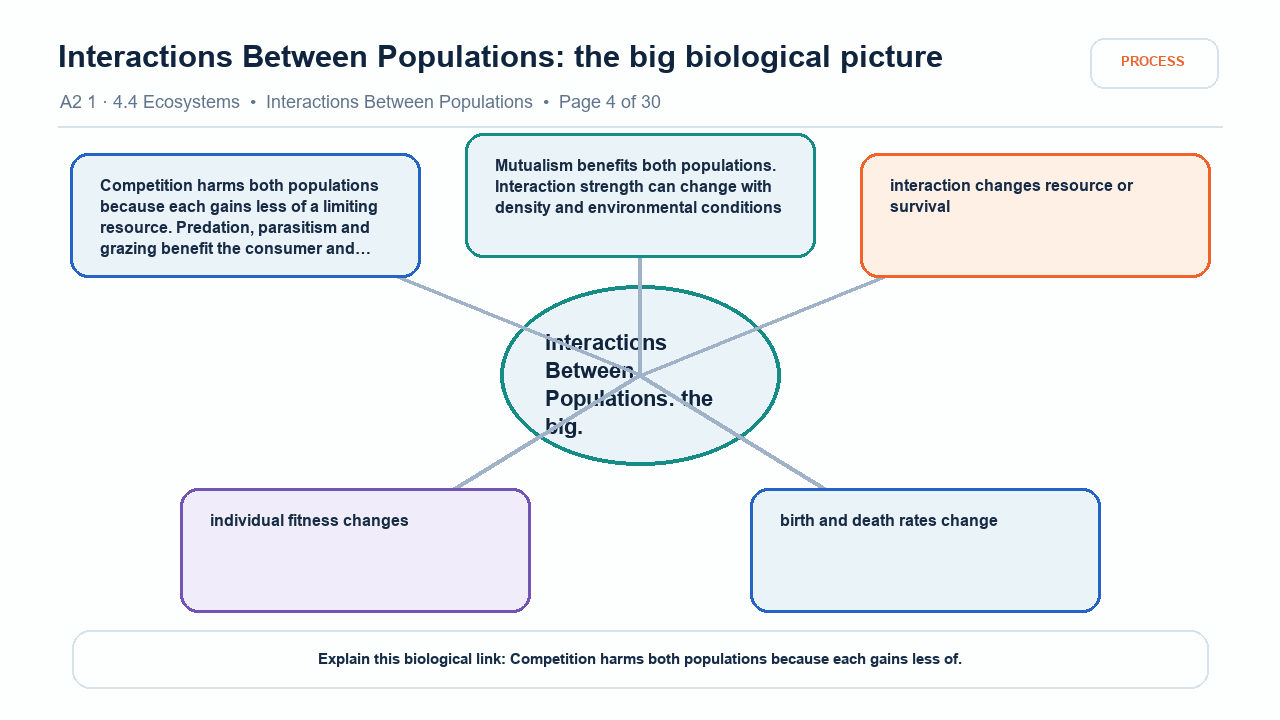 Interactions Between Populations: the big biological picture
PROCESS
A2 1 · 4.4 Ecosystems • Interactions Between Populations • Page 4 of 30
Competition harms both populations
because each gains less of a limiting
resource. Predation, parasitism and
grazing benefit the consumer and…
Mutualism benefits both populations.
Interaction strength can change with
density and environmental conditions
interaction changes resource or
survival
Interactions
Between
Populations: the
big.
individual fitness changes
birth and death rates change
Explain this biological link: Competition harms both populations because each gains less of.